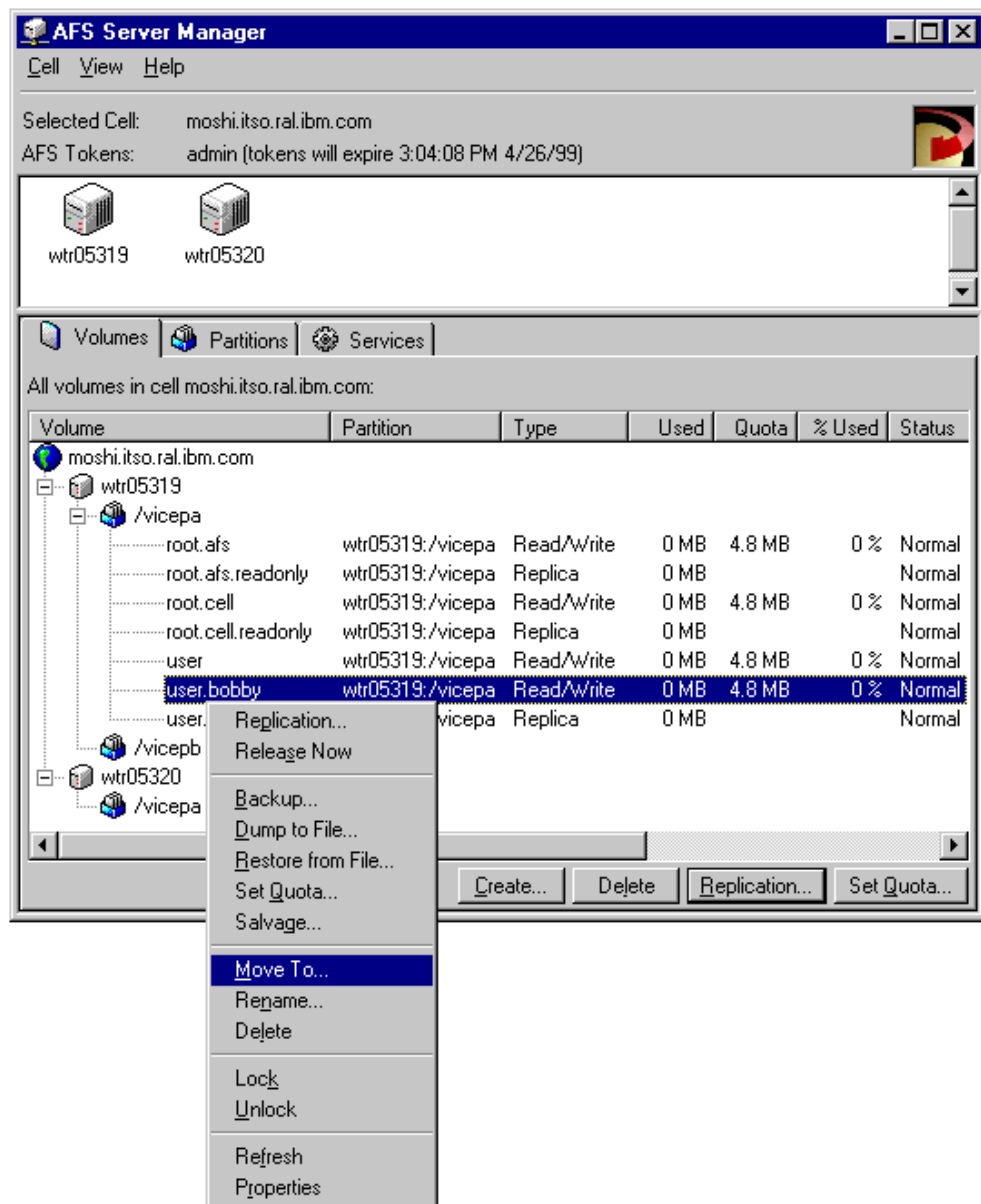 AFS Server Manager
Cell View Help
Selected Cell: moshi.itso.ral.ibm.com
AFS Tokens: admin (tokens will expire 3:04:08 PM 4/26/99)
wtr05319 wtr05320
Volumes Partitions Services
All volumes in cell moshi.itso.ral.ibm.com:
Volume Partition Type Used Quota % Used Status
moshi.itso.ral.ibm.com
wtr05319
/vicepa
root.afs wtr05319:/vicepa Read/Write 0 MB 4.8 MB 0 % Normal
root.afs.readonly wtr05319:/vicepa Replica 0 MB Normal
root.cell wtr05319:/vicepa Read/Write 0 MB 4.8 MB 0 % Normal
root.cell.readonly wtr05319:/vicepa Replica 0 MB Normal
user wtr05319:/vicepa Read/Write 0 MB 4.8 MB 0 % Normal
user.bobby wtr05319:/vicepa Read/Write 0 MB 4.8 MB 0 % Normal
user. vicepa Replica 0 MB Normal
/vicepb
wtr05320
/vicepa
Create... Delete Replication... Set Quota...
Replication...
Release Now
Backup...
Dump to File...
Restore from File...
Set Quota...
Salvage...
Move To...
Rename...
Delete
Lock
Unlock
Refresh
Properties